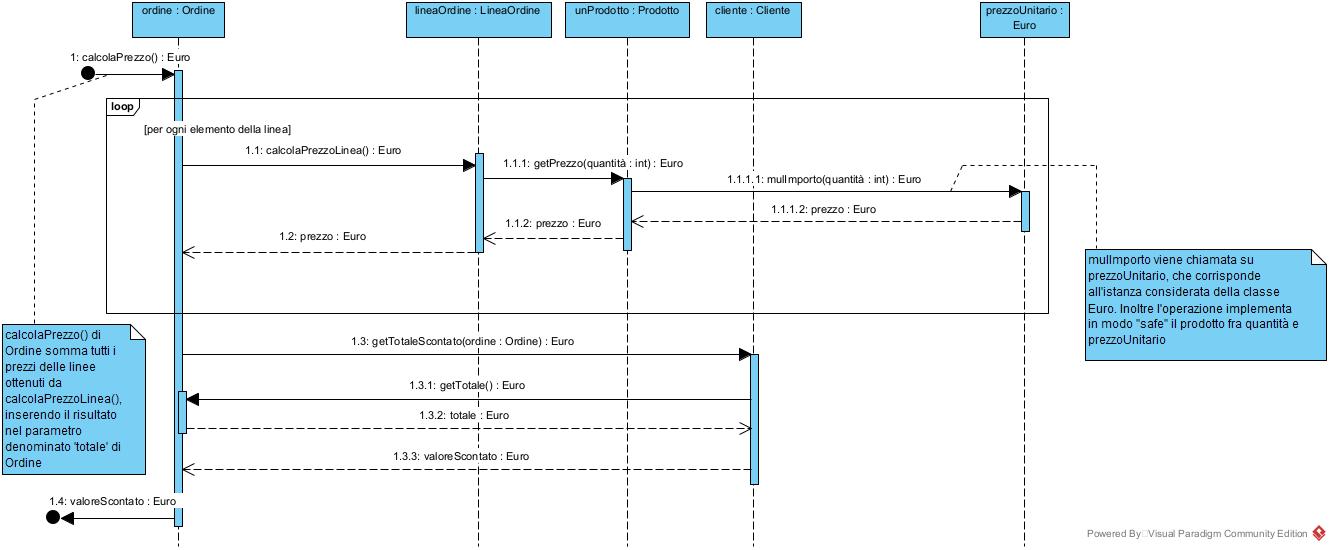 ordine : Ordine
lineaOrdine : LineaOrdine
unProdotto : Prodotto
cliente : Cliente
prezzoUnitario :
Euro
1: calcolaPrezzo() : Euro
loop
[per ogni elemento della linea]
1.1: calcolaPrezzoLinea() : Euro
1.1.1: getPrezzo(quantità : int) : Euro
1.1.1.1: mulImporto(quantità : int) : Euro
1.1.1.2: prezzo : Euro
1.1.2: prezzo : Euro
1.2: prezzo : Euro
mulImporto viene chiamata su
prezzoUnitario, che corrisponde
all'istanza considerata della classe
Euro. Inoltre l'operazione implementa
in modo "safe" il prodotto fra quantità e
prezzoUnitario
calcolaPrezzo() di
Ordine somma tutti i
prezzi delle linee
ottenuti da
calcolaPrezzoLinea(),
inserendo il risultato
nel parametro
denominato 'totale' di
Ordine
1.3: getTotaleScontato(ordine : Ordine) : Euro
1.3.1: getTotale() : Euro
1.3.2: totale : Euro
1.3.3: valoreScontato : Euro
1.4: valoreScontato : Euro
Powered By Visual Paradigm Community Edition